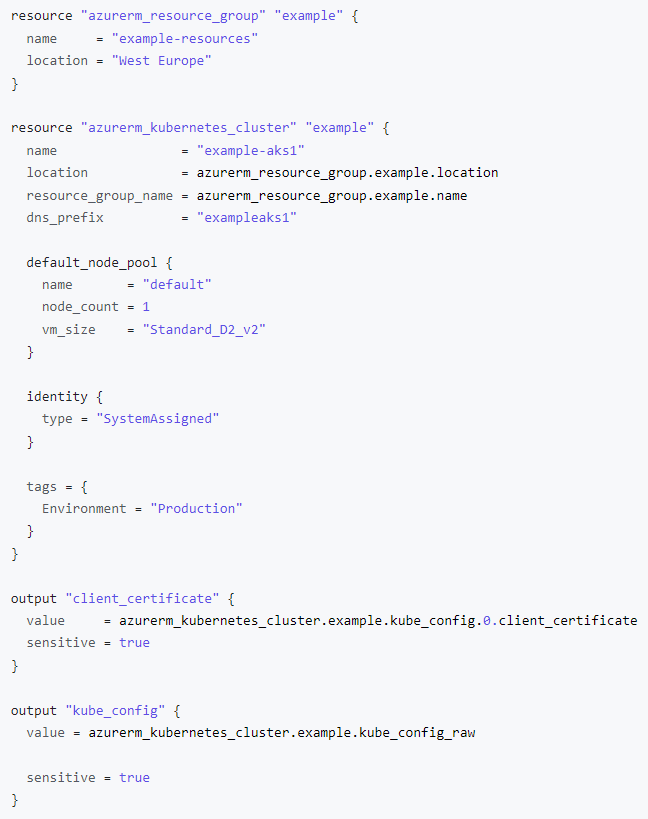 resource "azurerm_resource_group" "example" {
  name     = "example-resources"
  location = "West Europe"
}

resource "azurerm_kubernetes_cluster" "example" {
  name                = "example-aks1"
  location            = azurerm_resource_group.example.location
  resource_group_name = azurerm_resource_group.example.name
  dns_prefix          = "exampleaks1"

  default_node_pool {
    name       = "default"
    node_count = 1
    vm_size    = "Standard_D2_v2"
  }

  identity {
    type = "SystemAssigned"
  }

  tags = {
    Environment = "Production"
  }
}

output "client_certificate" {
  value     = azurerm_kubernetes_cluster.example.kube_config.0.client_certificate
  sensitive = true
}

output "kube_config" {
  value = azurerm_kubernetes_cluster.example.kube_config_raw

  sensitive = true
}